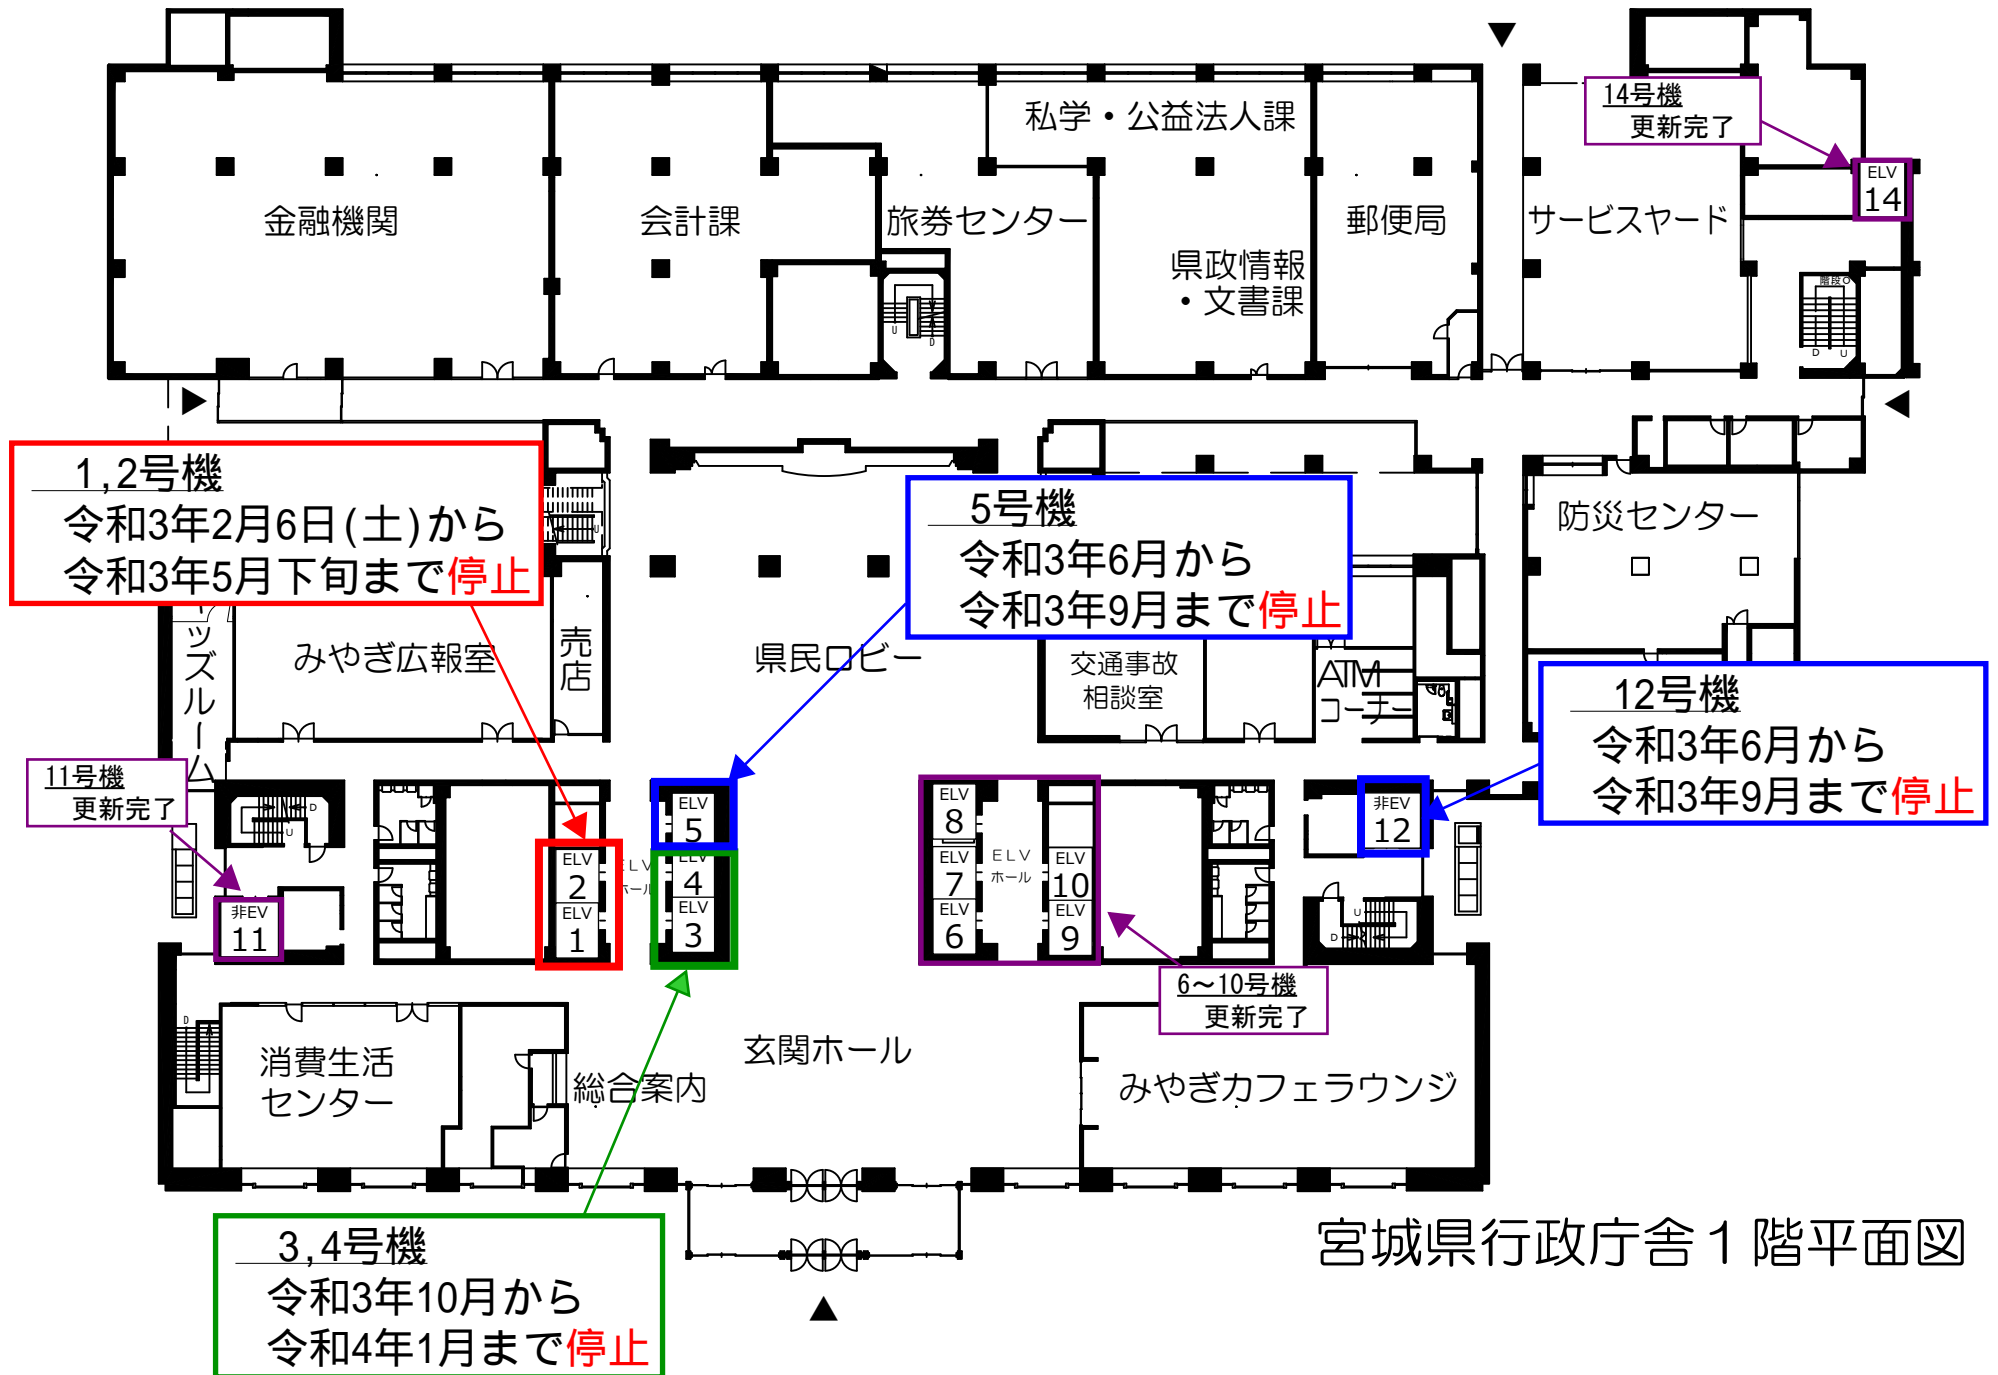 私学・公益法人課
14号機
更新完了
ELV
14
金融機関
会計課
旅券センター
県政情報
・文書課
郵便局
サービスヤード
階段
U
D
D
U
1,2号機
令和3年2月6日(土)から
令和3年5月下旬まで停止
U
5号機
令和3年6月から
令和3年9月まで停止
防災センター
ッズルーム
みやぎ広報室
売店
県民ロビー
交通事故
相談室
ATM
コーナー
12号機
令和3年6月から
令和3年9月まで停止
11号機
更新完了
D
U
ELV
5
ELV
4
ELV
3
ELV
2
ELV
1
ELV
ホール
ELV
8
ELV
7
ELV
6
ELV
ホール
ELV
10
ELV
9
非EV
12
非EV
11
U
D
6～10号機
更新完了
D
消費生活
センター
総合案内
玄関ホール
みやぎカフェラウンジ
3,4号機
令和3年10月から
令和4年1月まで停止
宮城県行政庁舎1階平面図